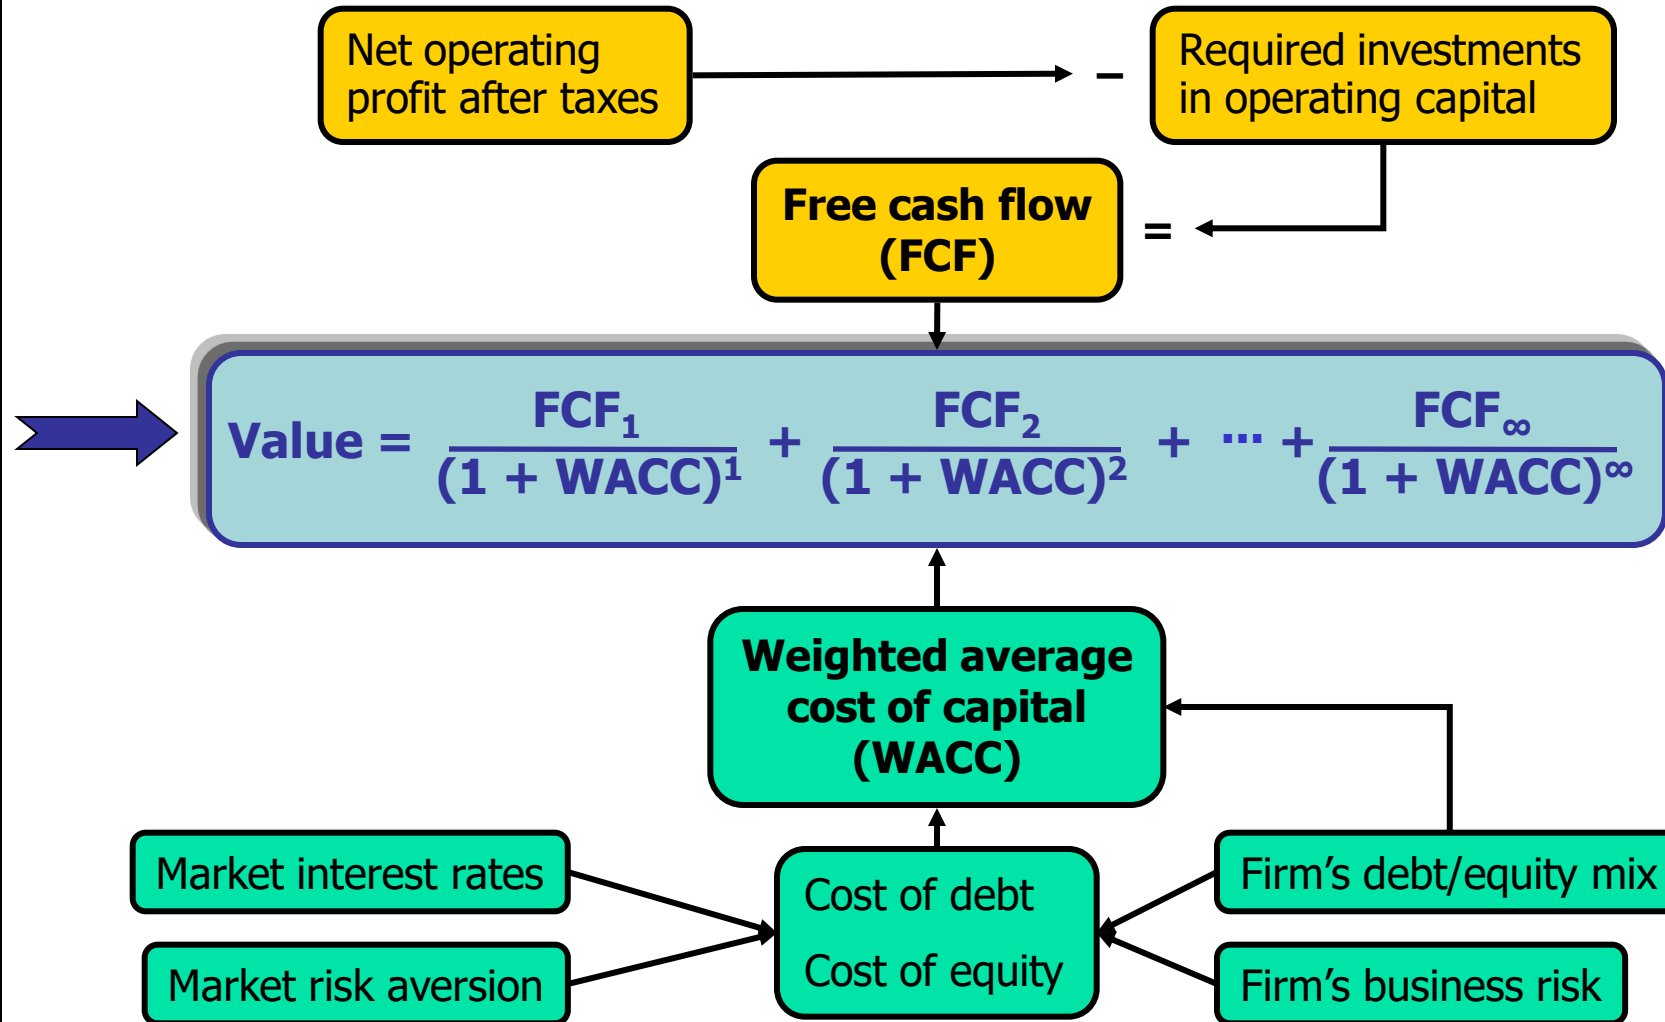 Net operating
profit after taxes
–
Required investments
in operating capital
Free cash flow
(FCF)
=
Value = FCF₁ / (1 + WACC)¹ + FCF₂ / (1 + WACC)² + ... + FCF∞ / (1 + WACC)^∞
Weighted average
cost of capital
(WACC)
Market interest rates
Market risk aversion
Cost of debt
Cost of equity
Firm’s debt/equity mix
Firm’s business risk